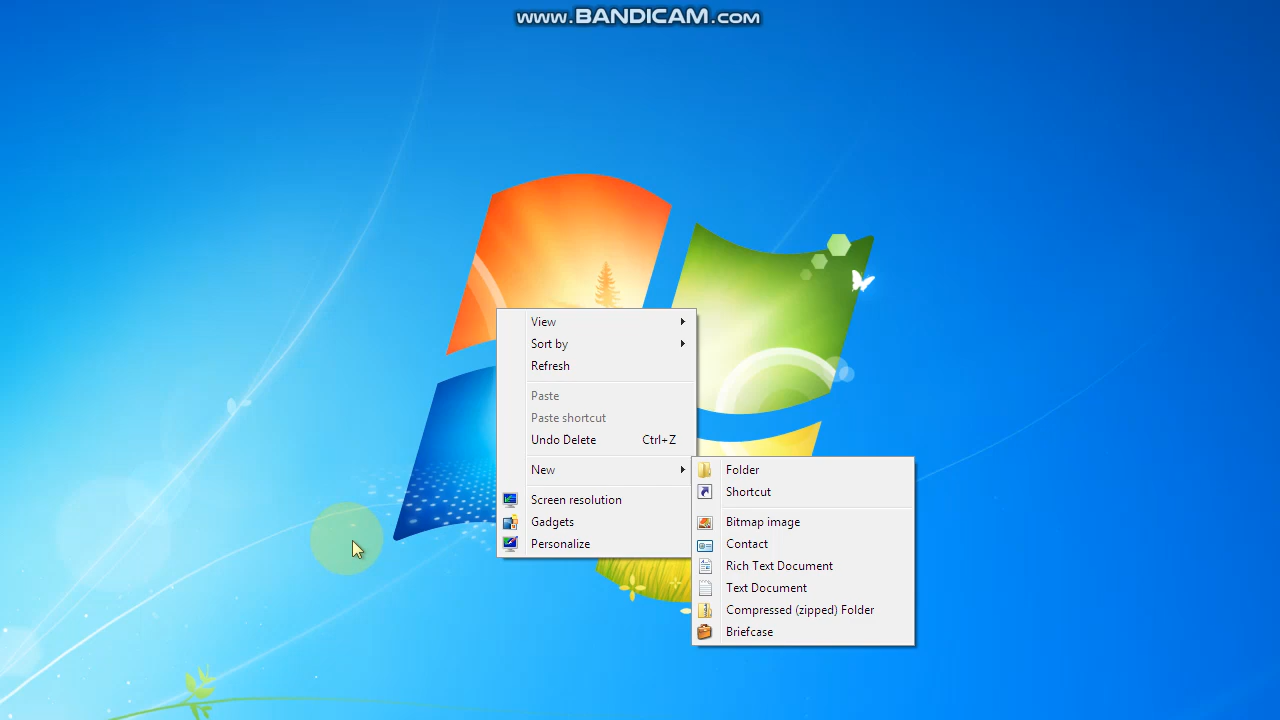 www.BANDICAM.com
View
Sort by
Refresh
Paste
Paste shortcut
Undo Delete Ctrl+Z
New
Screen resolution
Gadgets
Personalize
Folder
Shortcut
Bitmap image
Contact
Rich Text Document
Text Document
Compressed (zipped) Folder
Briefcase